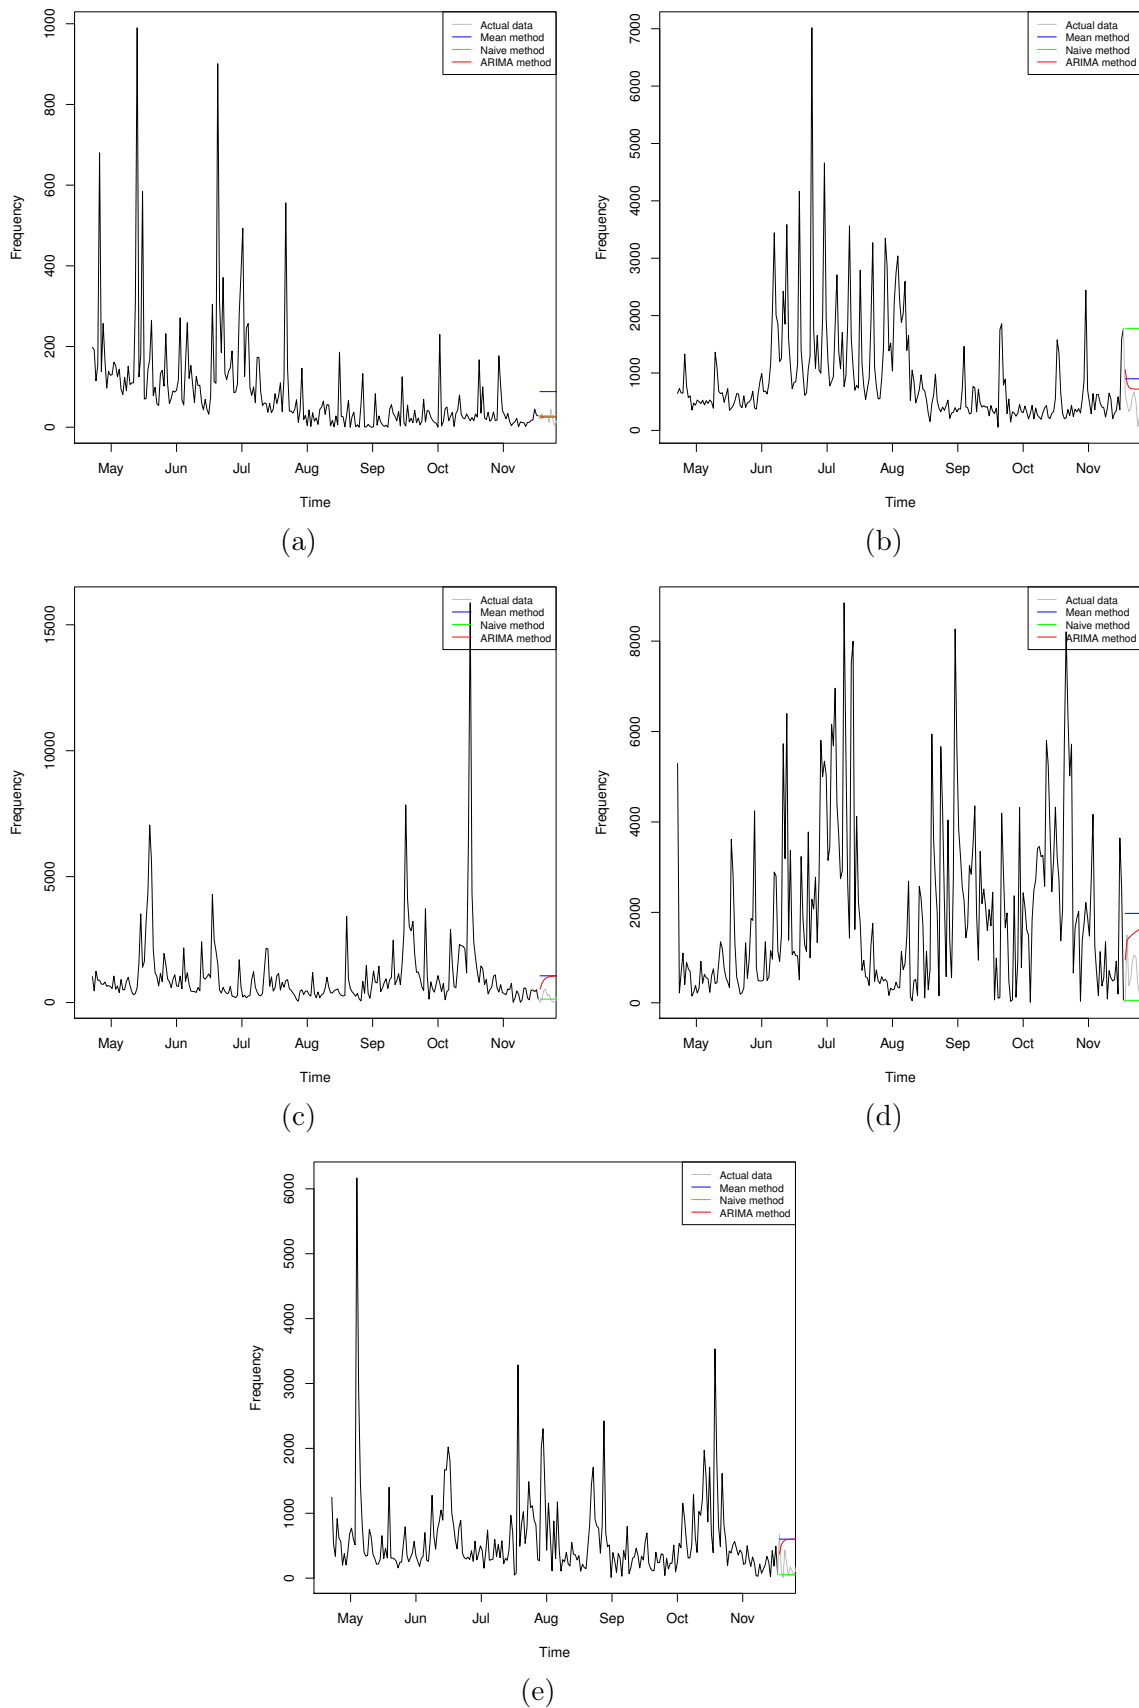 Actual data
Mean method
Naive method
ARIMA method
Frequency
0 200 400 600 800 1000
May Jun Jul Aug Sep Oct Nov
Time
(a)
Actual data
Mean method
Naive method
ARIMA method
Frequency
0 1000 2000 3000 4000 5000 6000 7000
May Jun Jul Aug Sep Oct Nov
Time
(b)
Actual data
Mean method
Naive method
ARIMA method
Frequency
0 5000 10000 15000
May Jun Jul Aug Sep Oct Nov
Time
(c)
Actual data
Mean method
Naive method
ARIMA method
Frequency
0 2000 4000 6000 8000
May Jun Jul Aug Sep Oct Nov
Time
(d)
Actual data
Mean method
Naive method
ARIMA method
Frequency
0 1000 2000 3000 4000 5000 6000
May Jun Jul Aug Sep Oct Nov
Time
(e)